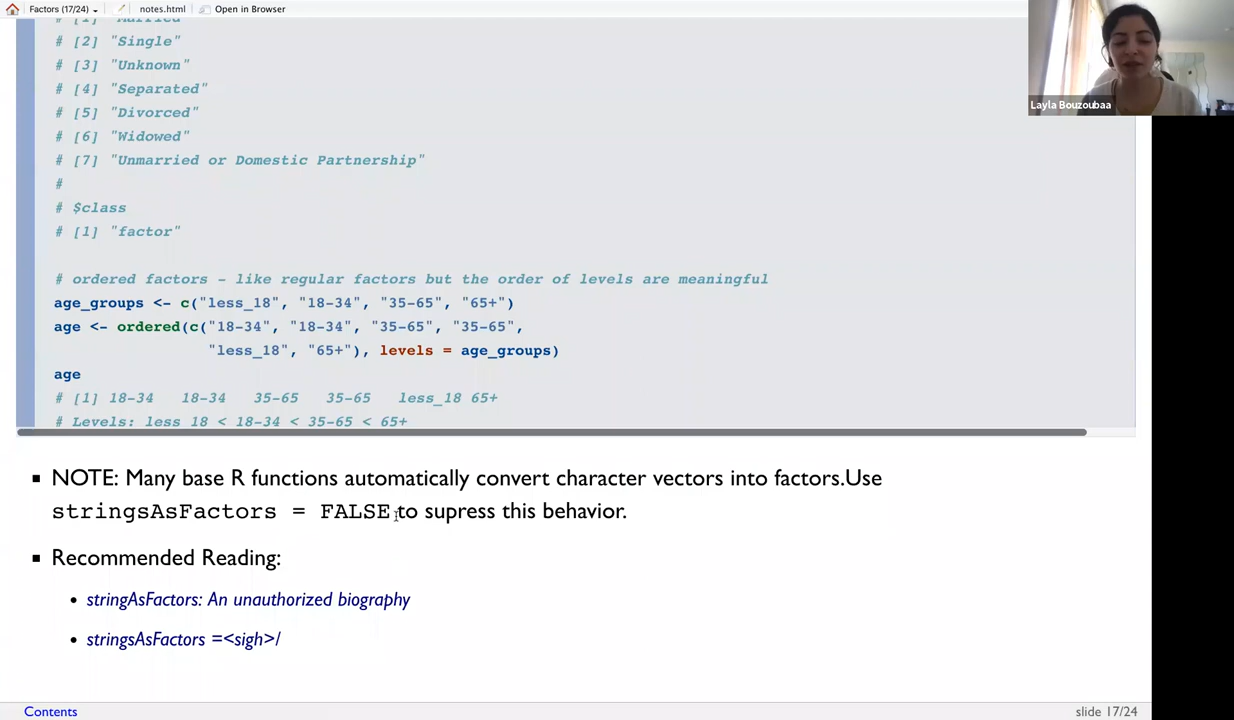 Factors (17/24)
notes.html
Open in Browser
# [1] "Married"
# [2] "Single"
# [3] "Unknown"
# [4] "Separated"
# [5] "Divorced"
# [6] "Widowed"
# [7] "Unmarried or Domestic Partnership"
#
# $class
# [1] "factor"
# ordered factors - like regular factors but the order of levels are meaningful
age_groups <- c("less_18", "18-34", "35-65", "65+")
age <- ordered(c("18-34", "18-34", "35-65", "35-65",
"less_18", "65+"), levels = age_groups)
age
# [1] 18-34 18-34 35-65 35-65 less_18 65+
# Levels: less_18 < 18-34 < 35-65 < 65+
NOTE: Many base R functions automatically convert character vectors into factors.Use
stringsAsFactors = FALSE to supress this behavior.
Recommended Reading:
stringAsFactors: An unauthorized biography
stringsAsFactors =<sigh>/
Contents
slide 17/24
Layla Bouzoubaa